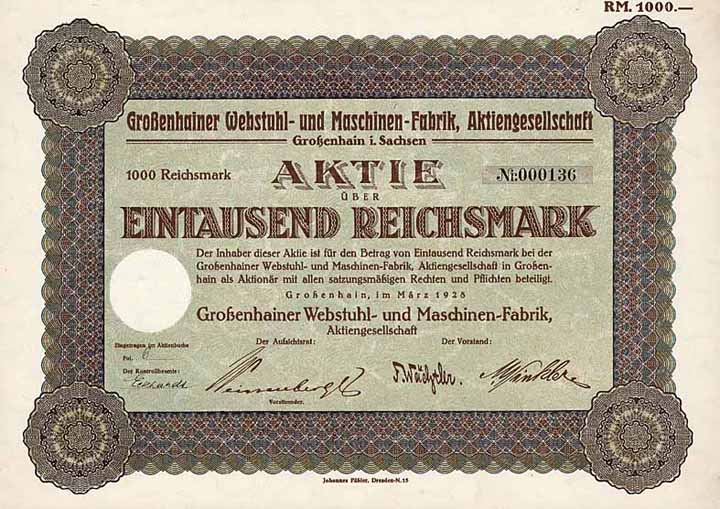 RM. 1000.—
Großenhainer Webstuhl- und Maschinen-Fabrik, Aktiengesellschaft
Großenhain i. Sachsen
1000 Reichsmark
AKTIE
№ 000136
ÜBER
EINTAUSEND REICHSMARK
Der Inhaber dieser Aktie ist für den Betrag von Eintausend Reichsmark bei der
Großenhainer Webstuhl- und Maschinen-Fabrik, Aktiengesellschaft in Großen-
hain als Aktionär mit allen satzungsmäßigen Rechten und Pflichten beteiligt.
Großenhain, im März 1928
Großenhainer Webstuhl- und Maschinen-Fabrik,
Aktiengesellschaft
Eingetragen im Aktienbuche
Fol. 6
Der Kontrollbeamte:
Der Aufsichtsrat:
Vorsitzender.
Der Vorstand:
Johannes Päßler, Dresden-N. 15